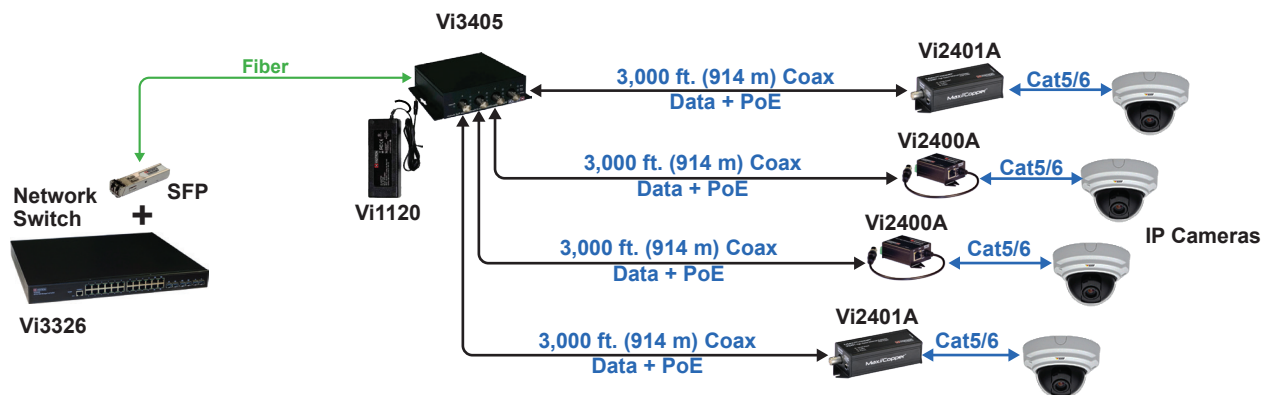 Vi3405
Fiber
3,000 ft. (914 m) Coax
Data + PoE
Vi2401A
Cat5/6
MaxiiCopper
3,000 ft. (914 m) Coax
Data + PoE
Vi2400A
Cat5/6
Network
Switch
SFP
+
Vi1120
Vi3326
3,000 ft. (914 m) Coax
Data + PoE
Vi2400A
Cat5/6
IP Cameras
3,000 ft. (914 m) Coax
Data + PoE
Vi2401A
Cat5/6
MaxiiCopper